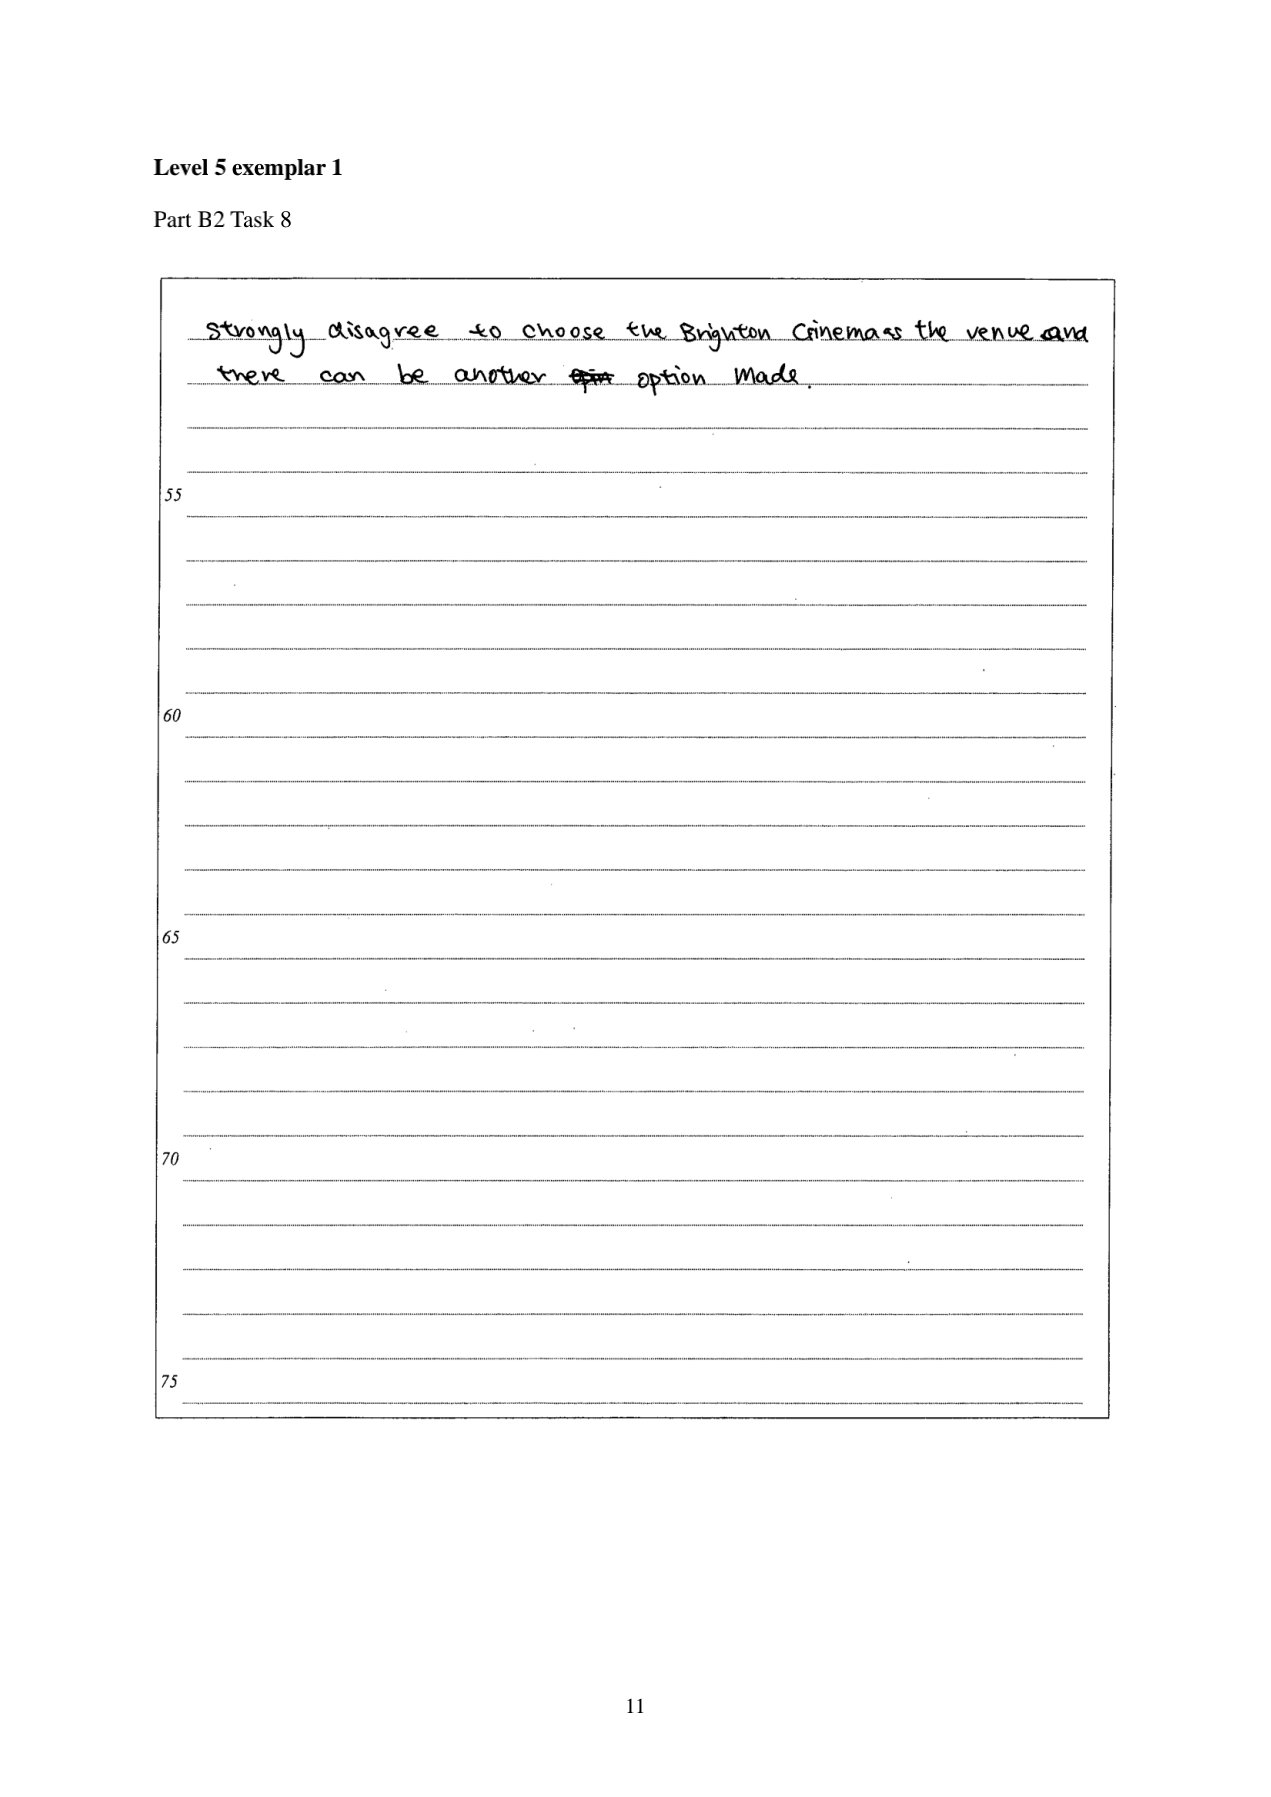 Level 5 exemplar 1
Part B2 Task 8
strongly disagree to choose the Brighton Cinema as the venue and
there can be another option made.
55
60
65
70
75
11